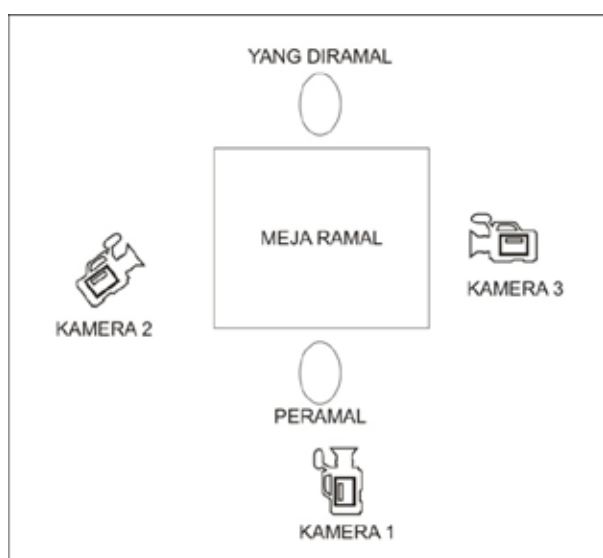 YANG DIRAMAL
MEJA RAMAL
KAMERA 3
KAMERA 2
PERAMAL
KAMERA 1